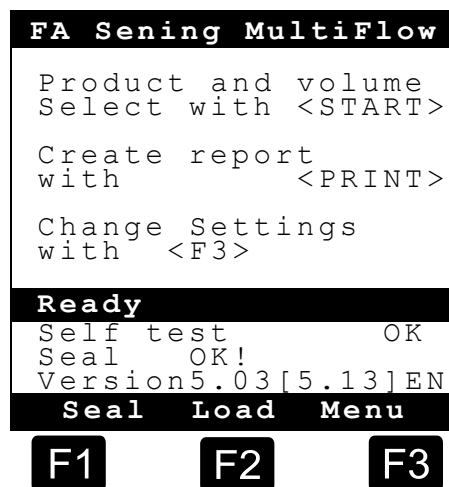 FA Sening MultiFlow
Product and volume
Select with <START>
Create report
with <PRINT>
Change Settings
with <F3>
Ready
Self test OK
Seal OK!
Version5.03[5.13]EN
Seal Load Menu
F1 F2 F3